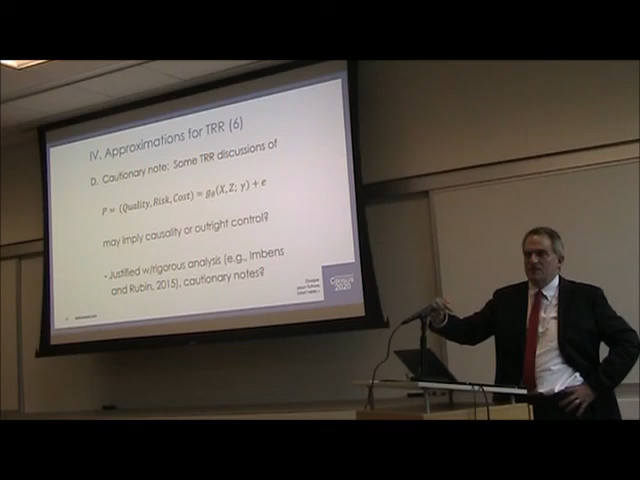 IV. Approximations for TRR (6)
D. Cautionary note: Some TRR discussions of
P = (Quality, Risk, Cost) = gθ(X, Z; γ) + e
may imply causality or outright control?
- Justified w/rigorous analysis (e.g., Imbens
and Rubin, 2015), cautionary notes?
Census
2020